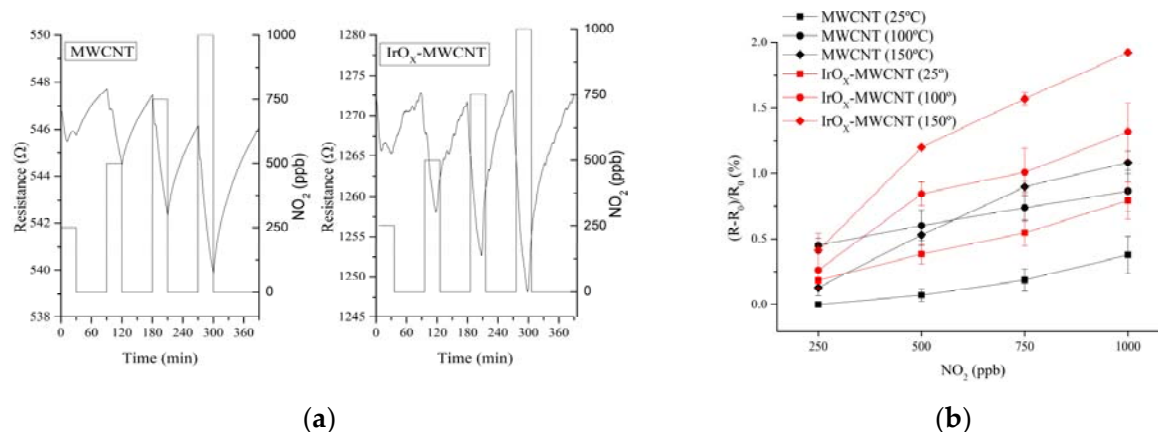 MWCNT
Resistance (Ω)
550
548
546
544
542
540
538
0 60 120 180 240 300 360
Time (min)
1000
750
500
250
0
NO2 (ppb)
IrOX-MWCNT
Resistance (Ω)
1280
1275
1270
1265
1260
1255
1250
1245
0 60 120 180 240 300 360
Time (min)
1000
750
500
250
0
NO2 (ppb)
(a)
MWCNT (25ºC)
MWCNT (100ºC)
MWCNT (150ºC)
IrOX-MWCNT (25º)
IrOX-MWCNT (100º)
IrOX-MWCNT (150º)
(R-R0)/R0 (%)
2.0
1.5
1.0
0.5
0.0
250 500 750 1000
NO2 (ppb)
(b)